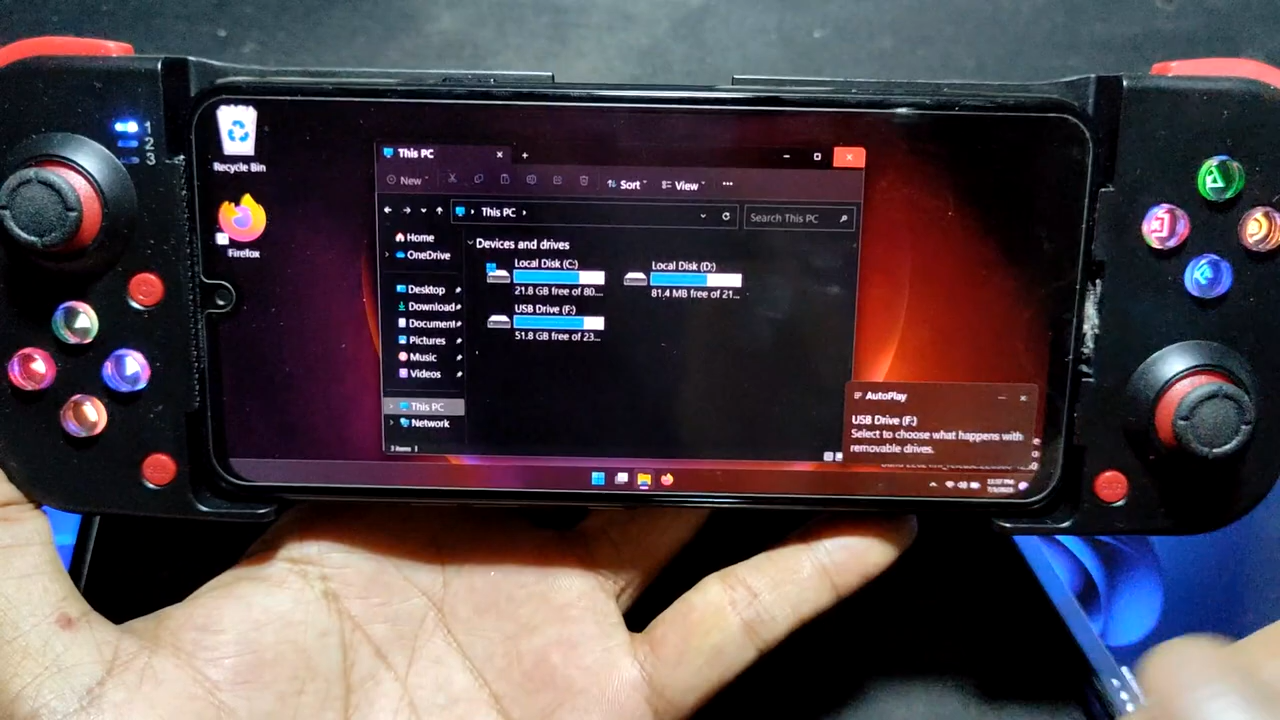 1
2
3
Recycle Bin
Firefox
This PC
New
Sort
View
This PC
Search This PC
Home
OneDrive
Desktop
Download
Document
Pictures
Music
Videos
This PC
Network
3 items
Devices and drives
Local Disk (C:)
21.8 GB free of 80....
Local Disk (D:)
81.4 MB free of 21...
USB Drive (F:)
51.8 GB free of 23...
AutoPlay
USB Drive (F:)
Select to choose what happens with
removable drives.